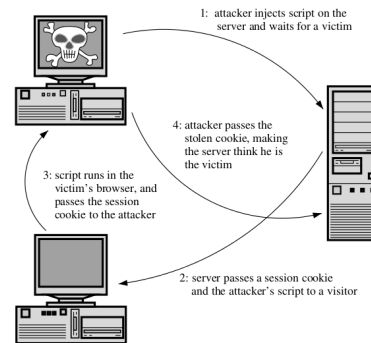 1: attacker injects script on the
server and waits for a victim
4: attacker passes the
stolen cookie, making
the server think he is
the victim
3: script runs in the
victim's browser, and
passes the session
cookie to the attacker
2: server passes a session cookie
and the attacker's script to a visitor